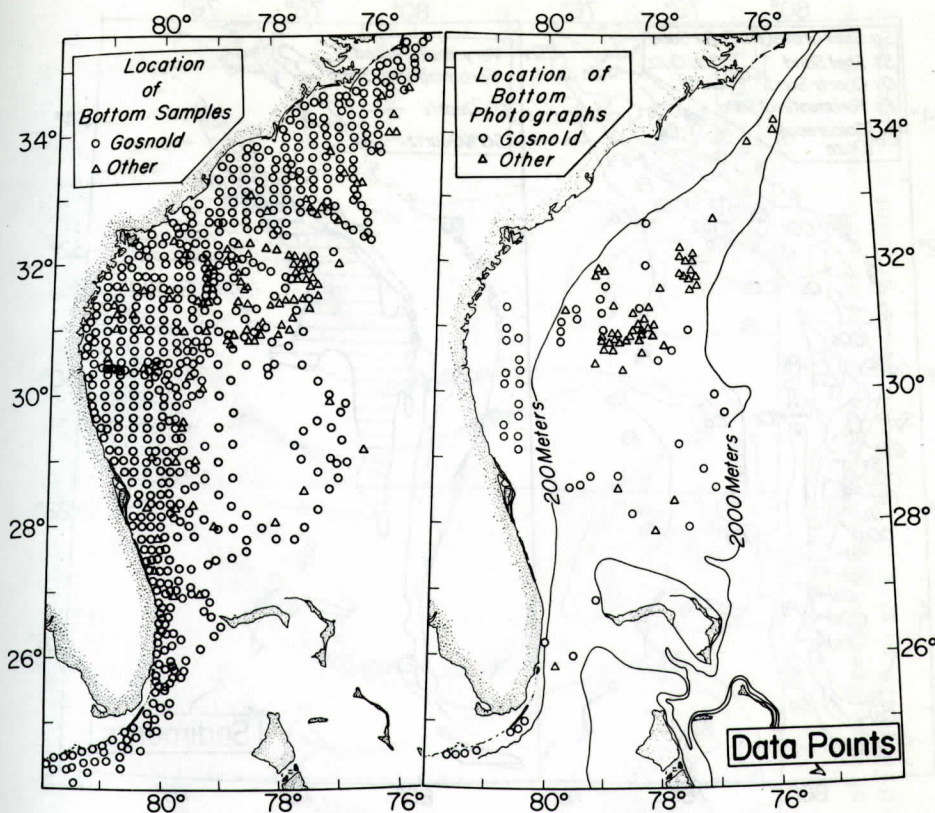 80° 78° 76°
80° 78° 76°
Location
of
Bottom Samples
○ Gosnold
△ Other
Location of
Bottom
Photographs
○ Gosnold
△ Other
34°
34°
32°
32°
30°
30°
28°
28°
26°
26°
200 Meters
2000 Meters
Data Points
80° 78° 76°
80° 78° 76°